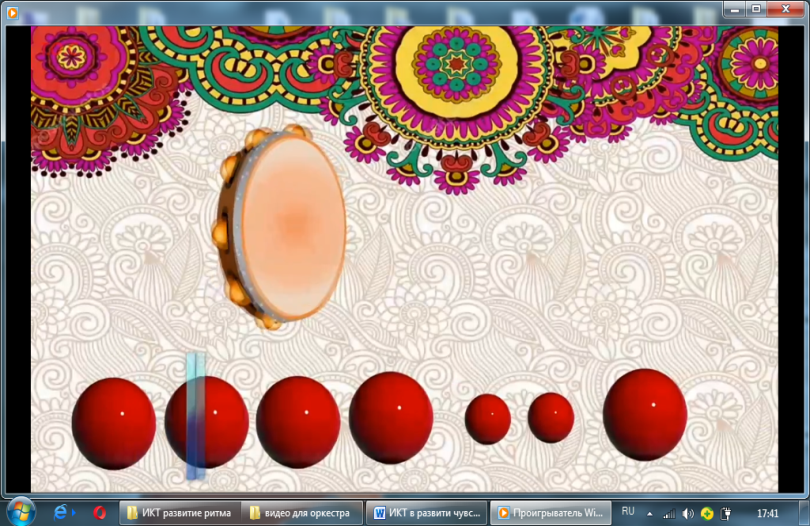 ИКТ развитие ритма
видео для оркестра
ИКТ в развити чувс...
Проигрыватель Wi...
RU
17:41